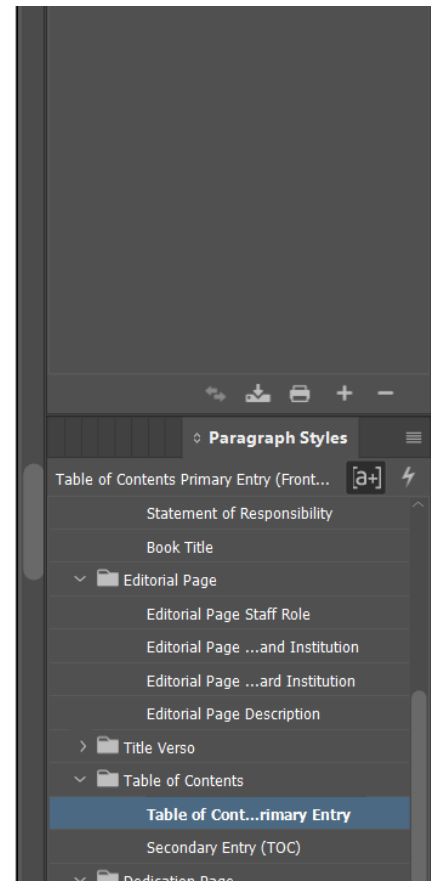 Paragraph Styles
Table of Contents Primary Entry (Front...
[a+]
Statement of Responsibility
Book Title
Editorial Page
Editorial Page Staff Role
Editorial Page ...and Institution
Editorial Page ...ard Institution
Editorial Page Description
Title Verso
Table of Contents
Table of Cont...rimary Entry
Secondary Entry (TOC)
Dedication Page